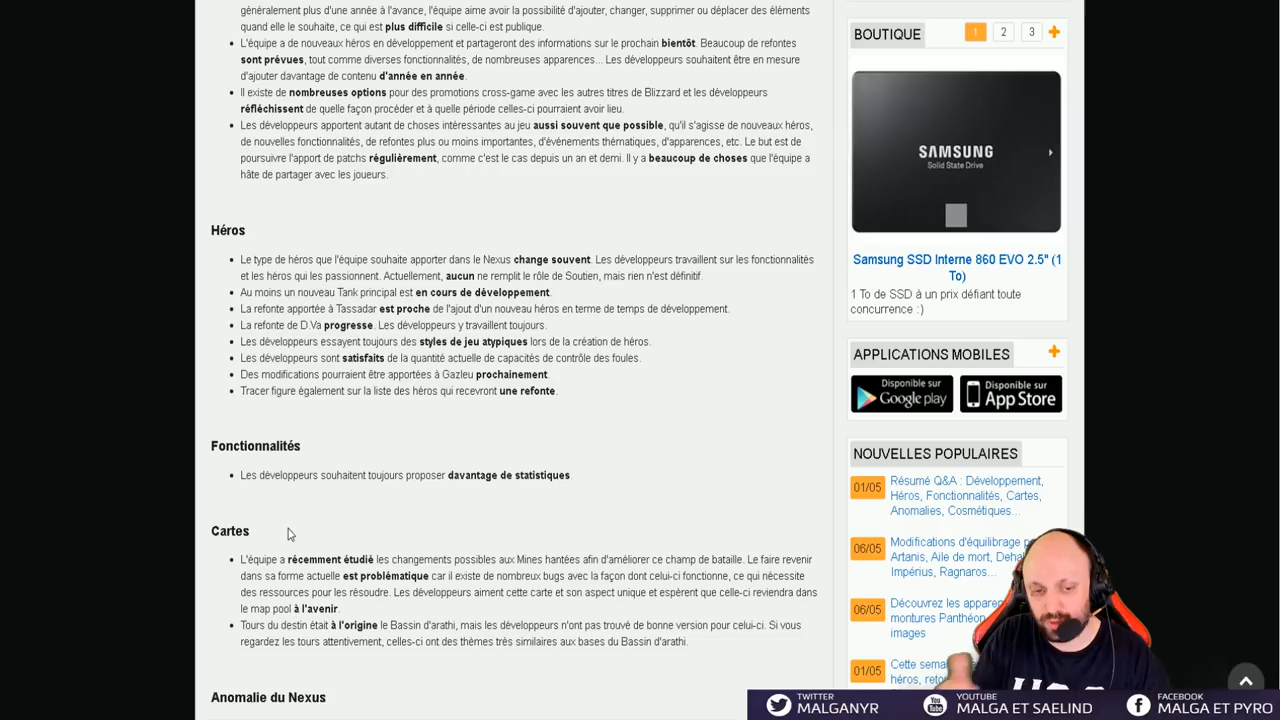 généralement plus d'une année à l'avance, l'équipe aime avoir la possibilité d'ajouter, changer, supprimer ou déplacer des éléments
quand elle le souhaite, ce qui est plus difficile si celle-ci est publique.
L'équipe a de nouveaux héros en développement et partageront des informations sur le prochain bientôt. Beaucoup de refontes
sont prévues, tout comme diverses fonctionnalités, de nombreuses apparences... Les développeurs souhaitent être en mesure
d'ajouter davantage de contenu d'année en année.
Il existe de nombreuses options pour des promotions cross-game avec les autres titres de Blizzard et les développeurs
réfléchissent de quelle façon procéder et à quelle période celles-ci pourraient avoir lieu.
Les développeurs apportent autant de choses intéressantes au jeu aussi souvent que possible, qu'il s'agisse de nouveaux héros,
de nouvelles fonctionnalités, de refontes plus ou moins importantes, d'événements thématiques, d'apparences, etc. Le but est de
poursuivre l'apport de patchs régulièrement, comme c'est le cas depuis un an et demi. Il y a beaucoup de choses que l'équipe a
hâte de partager avec les joueurs.
Héros
Le type de héros que l'équipe souhaite apporter dans le Nexus change souvent. Les développeurs travaillent sur les fonctionnalités
et les héros qui les passionnent. Actuellement, aucun ne remplit le rôle de Soutien, mais rien n'est définitif.
Au moins un nouveau Tank principal est en cours de développement.
La refonte apportée à Tassadar est proche de l'ajout d'un nouveau héros en terme de temps de développement.
La refonte de D.Va progresse. Les développeurs y travaillent toujours.
Les développeurs essayent toujours des styles de jeu atypiques lors de la création de héros.
Les développeurs sont satisfaits de la quantité actuelle de capacités de contrôle des foules.
Des modifications pourraient être apportées à Gazleu prochainement.
Tracer figure également sur la liste des héros qui recevront une refonte.
Fonctionnalités
Les développeurs souhaitent toujours proposer davantage de statistiques.
Cartes
L'équipe a récemment étudié les changements possibles aux Mines hantées afin d'améliorer ce champ de bataille. Le faire revenir
dans sa forme actuelle est problématique car il existe de nombreux bugs avec la façon dont celui-ci fonctionne, ce qui nécessite
des ressources pour les résoudre. Les développeurs aiment cette carte et son aspect unique et espèrent que celle-ci reviendra dans
le map pool à l'avenir.
Tours du destin était à l'origine le Bassin d'arathi, mais les développeurs n'ont pas trouvé de bonne version pour celui-ci. Si vous
regardez les tours attentivement, celles-ci ont des thèmes très similaires aux bases du Bassin d'arathi.
Anomalie du Nexus
BOUTIQUE
1 2 3
SAMSUNG
Solid State Drive
Samsung SSD Interne 860 EVO 2.5" (1
To)
1 To de SSD à un prix défiant toute
concurrence :)
APPLICATIONS MOBILES
Disponible sur
Google play
Disponible sur
App Store
NOUVELLES POPULAIRES
01/05 Résumé Q&A : Développement,
Héros, Fonctionnalités, Cartes,
Anomalies, Cosmétiques...
06/05 Modifications d'équilibrage
Artanis, Aile de mort,
Impérius, Ragnaros...
06/05 Découvrez les
montures Panthéon
images
01/05 Cette
héros,
TWITTER
MALGANYR
You Tube
YOUTUBE
MALGA ET SAELIND
FACEBOOK
MALGA ET PYRO